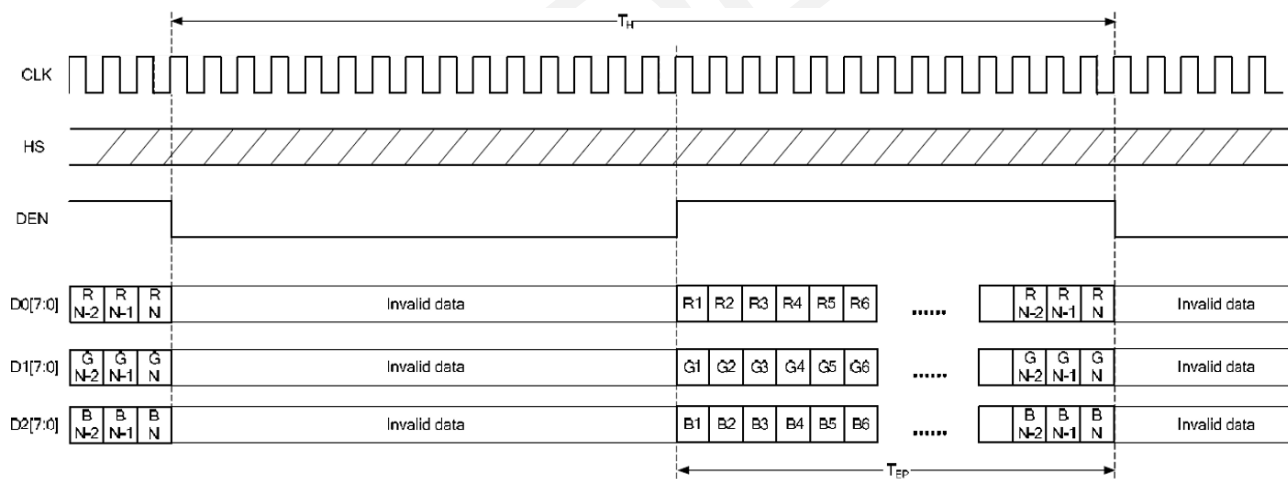 TH
CLK
HS
DEN
D0[7:0] R N-2 R N-1 R N Invalid data R1 R2 R3 R4 R5 R6 ...... R N-2 R N-1 R N Invalid data
D1[7:0] G N-2 G N-1 G N Invalid data G1 G2 G3 G4 G5 G6 ...... G N-2 G N-1 G N Invalid data
D2[7:0] B N-2 B N-1 B N Invalid data B1 B2 B3 B4 B5 B6 ...... B N-2 B N-1 B N Invalid data
TEP